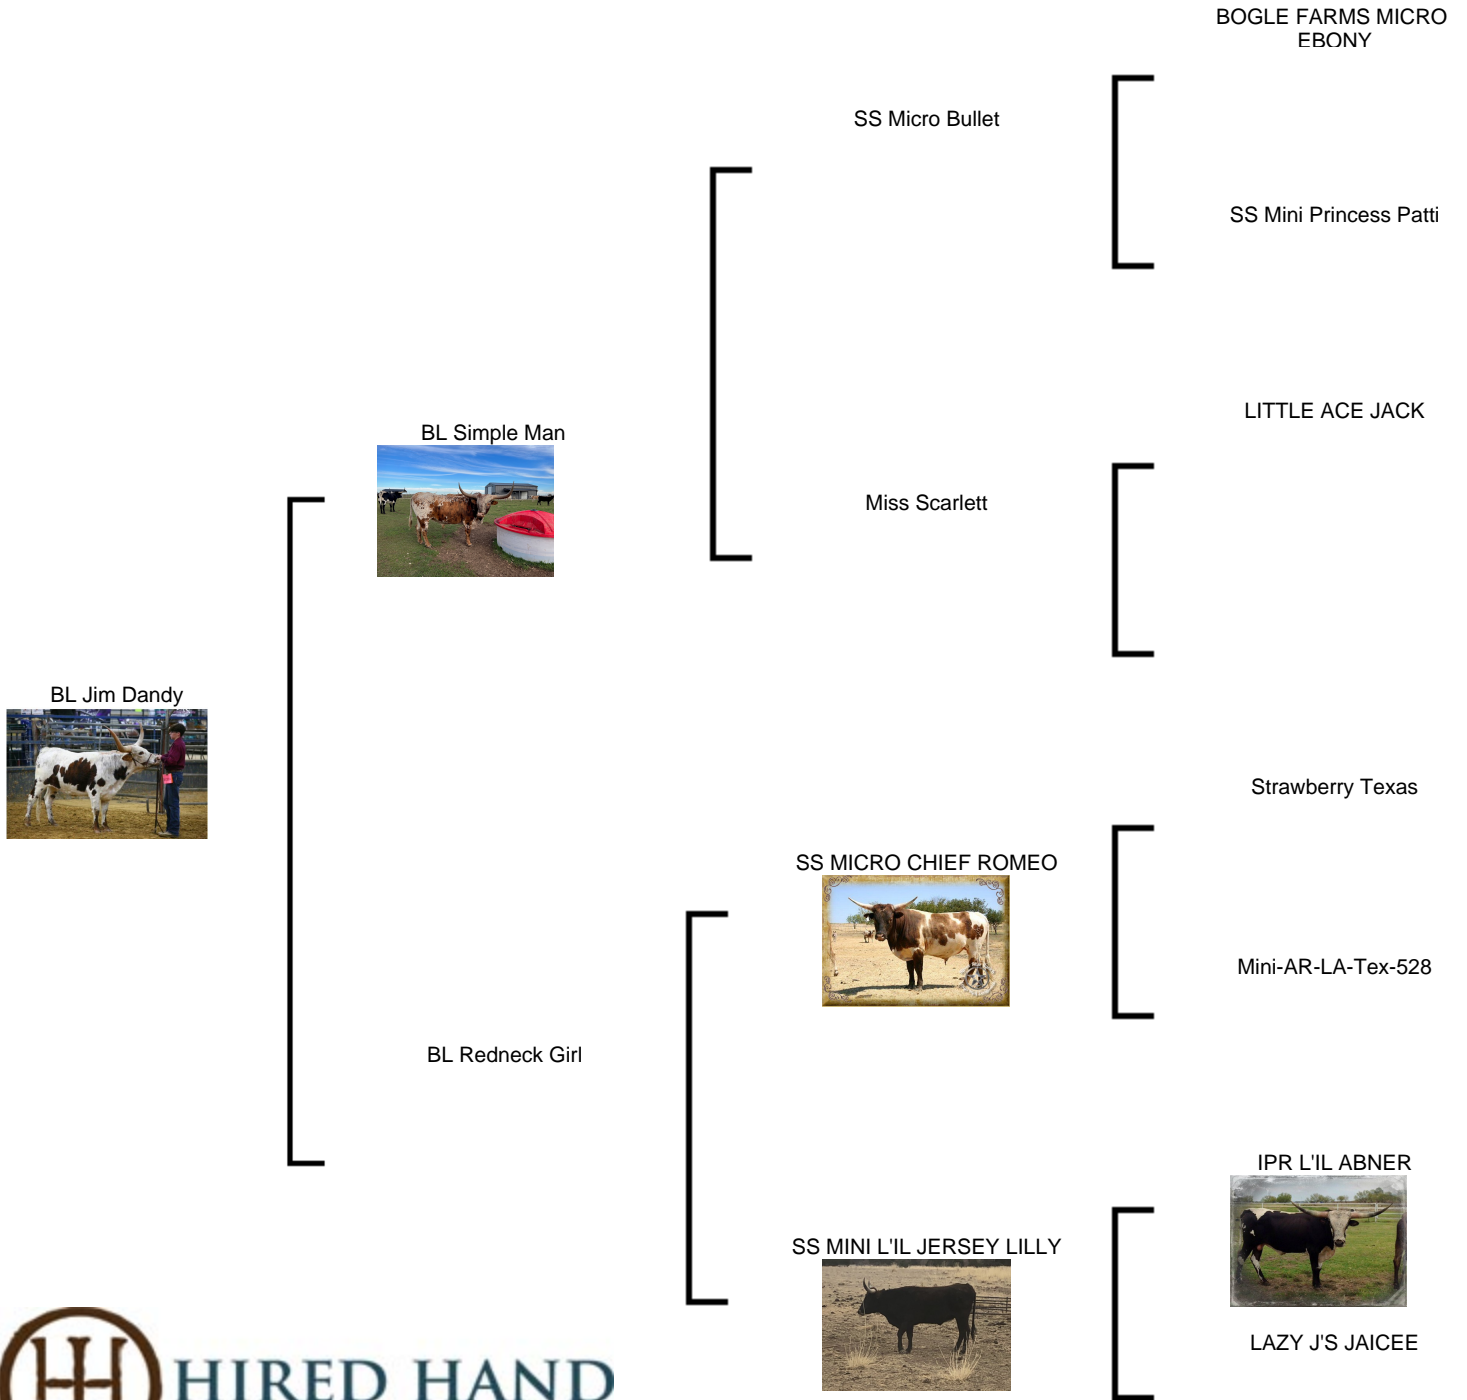 BOGLE FARMS MICRO
EBONY
SS Micro Bullet
SS Mini Princess Patti
LITTLE ACE JACK
BL Simple Man
Miss Scarlett
BL Jim Dandy
Strawberry Texas
SS MICRO CHIEF ROMEO
Mini-AR-LA-Tex-528
BL Redneck Girl
IPR L'IL ABNER
SS MINI L'IL JERSEY LILLY
LAZY J'S JAICEE
HIRED HAND